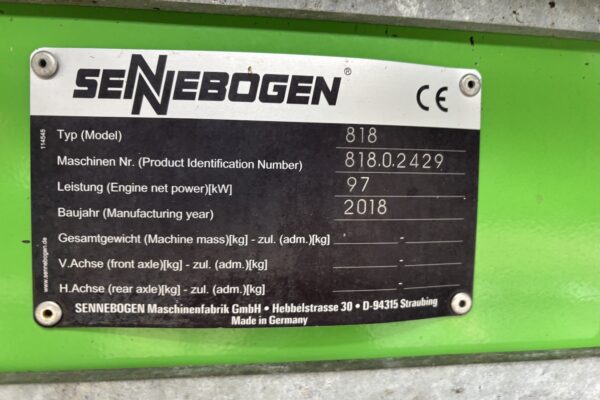 SENNEBOGEN ® CE
Typ (Model) 818
Maschinen Nr. (Product Identification Number) 818.0.2429
Leistung (Engine net power)[kW] 97
Baujahr (Manufacturing year) 2018
Gesamtgewicht (Machine mass)[kg] - zul. (adm.)[kg] -
V.Achse (front axle)[kg] - zul. (adm.)[kg] -
H.Achse (rear axle)[kg] - zul. (adm.)[kg] -
SENNEBOGEN Maschinenfabrik GmbH • Hebbelstrasse 30 • D-94315 Straubing
Made in Germany
114545
www.sennebogen.de